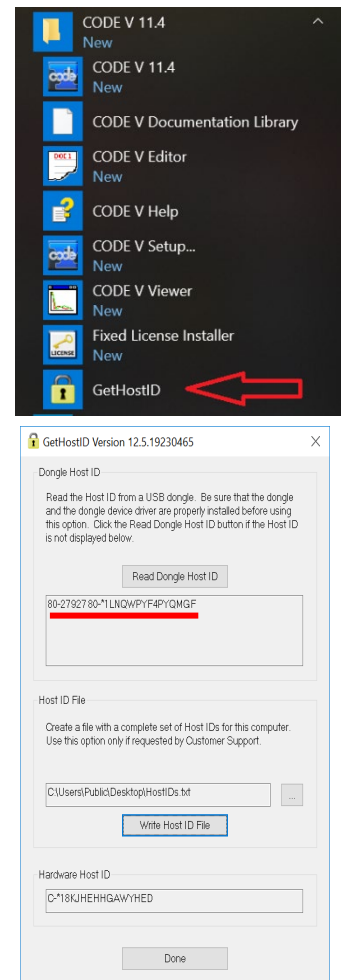 CODE V 11.4
New
CODE V 11.4
New
CODE V Documentation Library
CODE V Editor
New
CODE V Help
CODE V Setup...
New
CODE V Viewer
New
Fixed License Installer
New
GetHostID
GetHostID Version 12.5.19230465
Dongle Host ID
Read the Host ID from a USB dongle. Be sure that the dongle
and the dongle device driver are properly installed before using
this option. Click the Read Dongle Host ID button if the Host ID
is not displayed below.
Read Dongle Host ID
80-279280-*1LNQWPYF4PYQMGF
Host ID File
Create a file with a complete set of Host IDs for this computer.
Use this option only if requested by Customer Support.
C:\Users\Public\Desktop\HostIDs.txt
...
Write Host ID File
Hardware Host ID
C-*18KJHEHHGAWYHED
Done